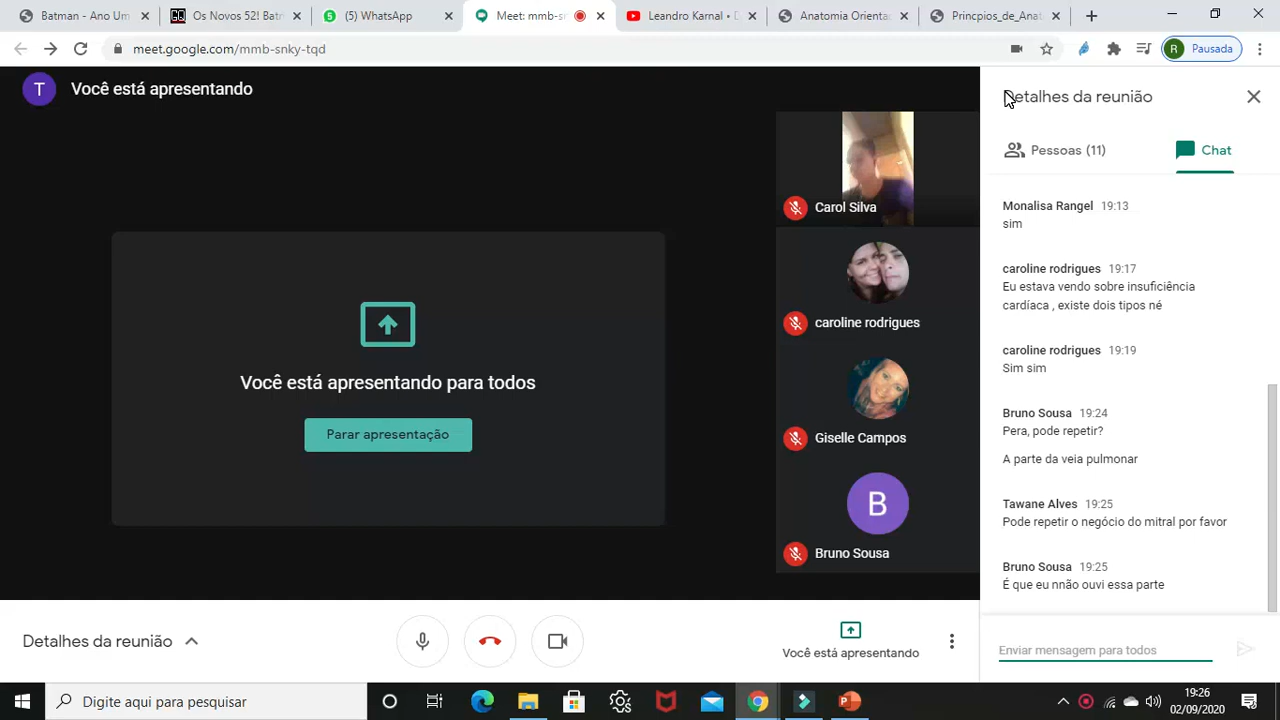 Batman - Ano Um
Os Novos 52! Batm
(5) WhatsApp
Meet: mmb-sn
Leandro Karnal - D
Anatomia Orienta
Princpios_de_Anat
meet.google.com/mmb-snky-tqd
R
Pausada
T
Você está apresentando
Detalhes da reunião
Pessoas (11)
Chat
Carol Silva
caroline rodrigues
Giselle Campos
B
Bruno Sousa
Você está apresentando para todos
Parar apresentação
Monalisa Rangel 19:13
sim
caroline rodrigues 19:17
Eu estava vendo sobre insuficiência
cardíaca , existe dois tipos né
caroline rodrigues 19:19
Sim sim
Bruno Sousa 19:24
Pera, pode repetir?
A parte da veia pulmonar
Tawane Alves 19:25
Pode repetir o negócio do mitral por favor
Bruno Sousa 19:25
É que eu nnão ouvi essa parte
Enviar mensagem para todos
Detalhes da reunião
Você está apresentando
Digite aqui para pesquisar
19:26
02/09/2020